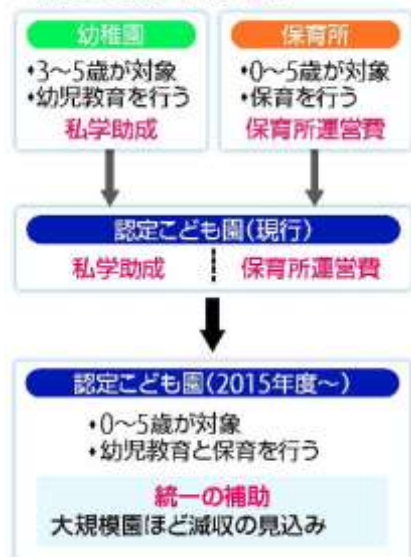 幼稚園
・3～5歳が対象
・幼児教育を行う
私学助成
保育所
・0～5歳が対象
・保育を行う
保育所運営費
認定こども園(現行)
私学助成
保育所運営費
認定こども園(2015年度～)
・0～5歳が対象
・幼児教育と保育を行う
統一の補助
大規模園ほど減収の見込み